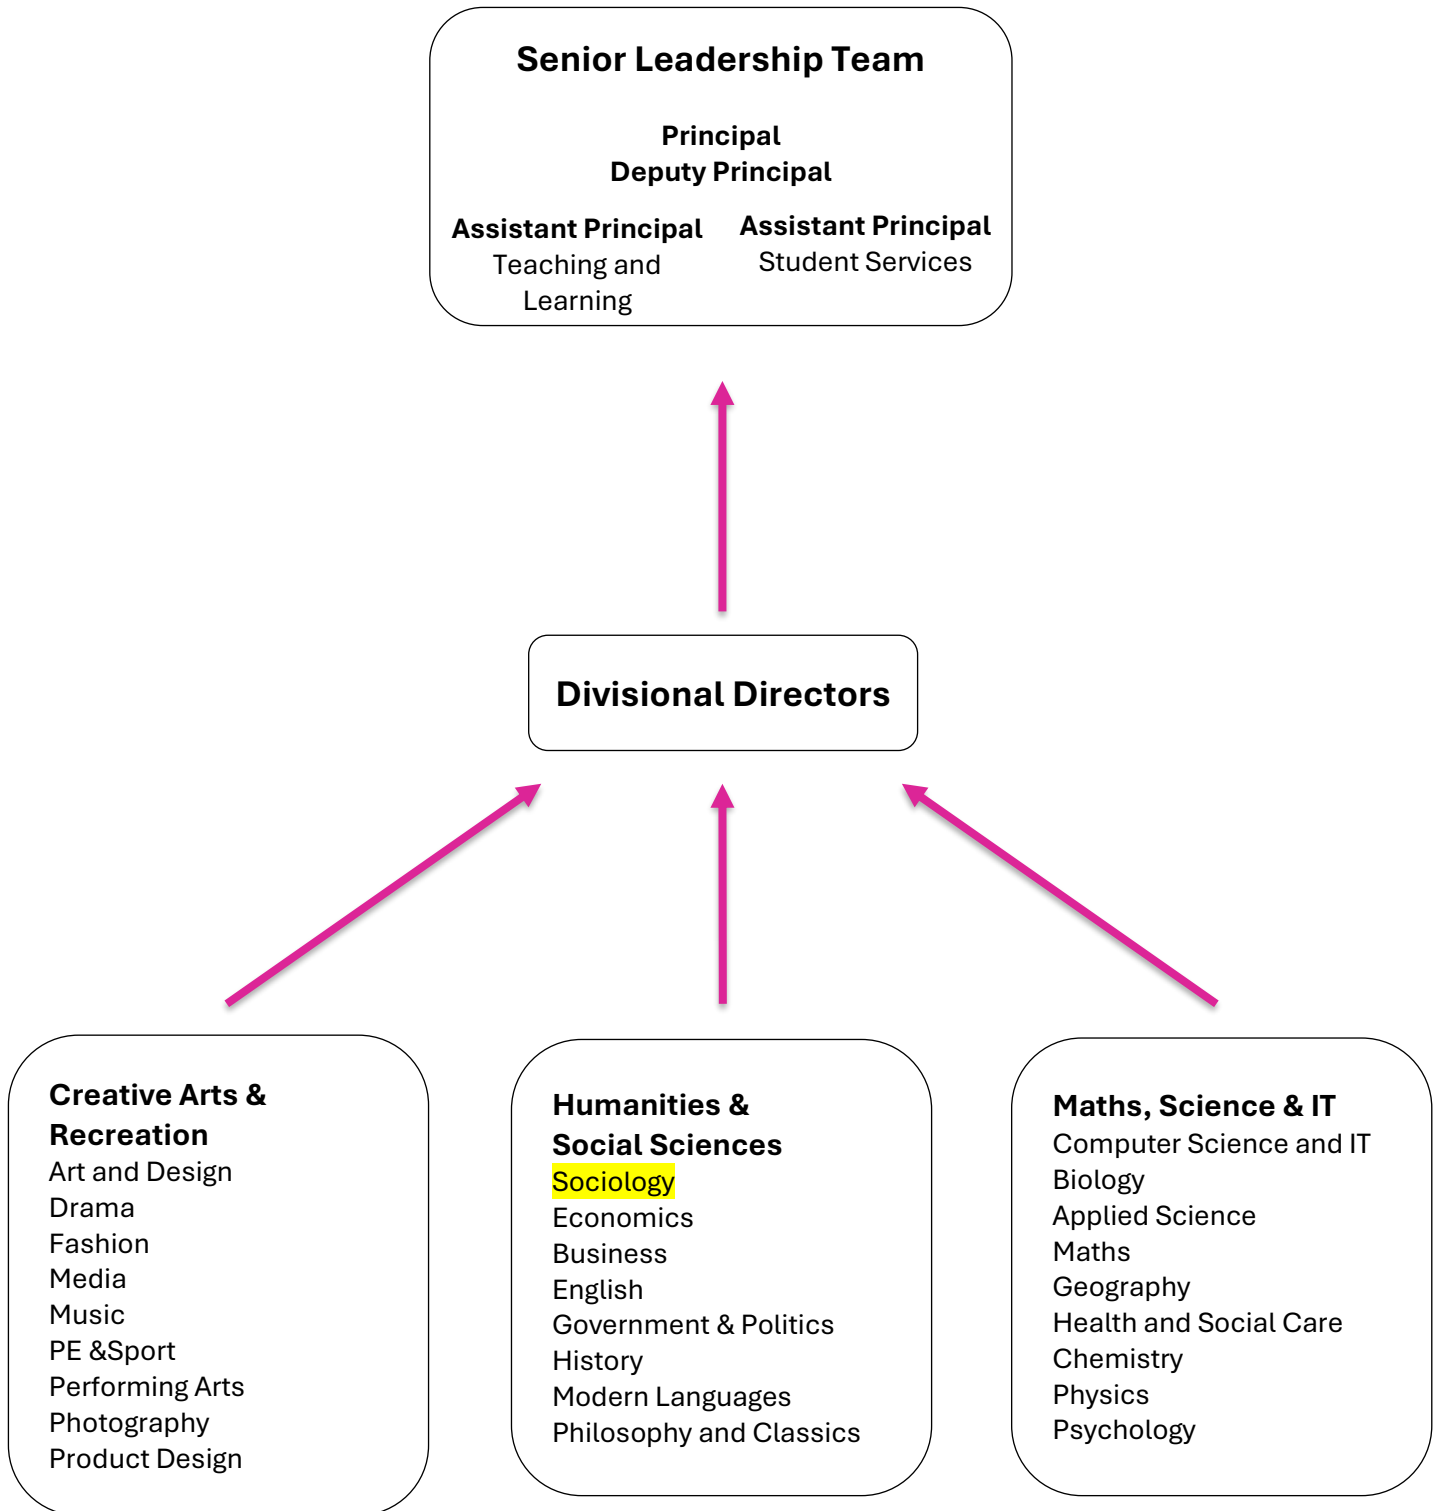 Senior Leadership Team
Principal
Deputy Principal
Assistant Principal
Teaching and
Learning
Assistant Principal
Student Services
Divisional Directors
Creative Arts &
Recreation
Art and Design
Drama
Fashion
Media
Music
PE &Sport
Performing Arts
Photography
Product Design
Humanities &
Social Sciences
Sociology
Economics
Business
English
Government & Politics
History
Modern Languages
Philosophy and Classics
Maths, Science & IT
Computer Science and IT
Biology
Applied Science
Maths
Geography
Health and Social Care
Chemistry
Physics
Psychology